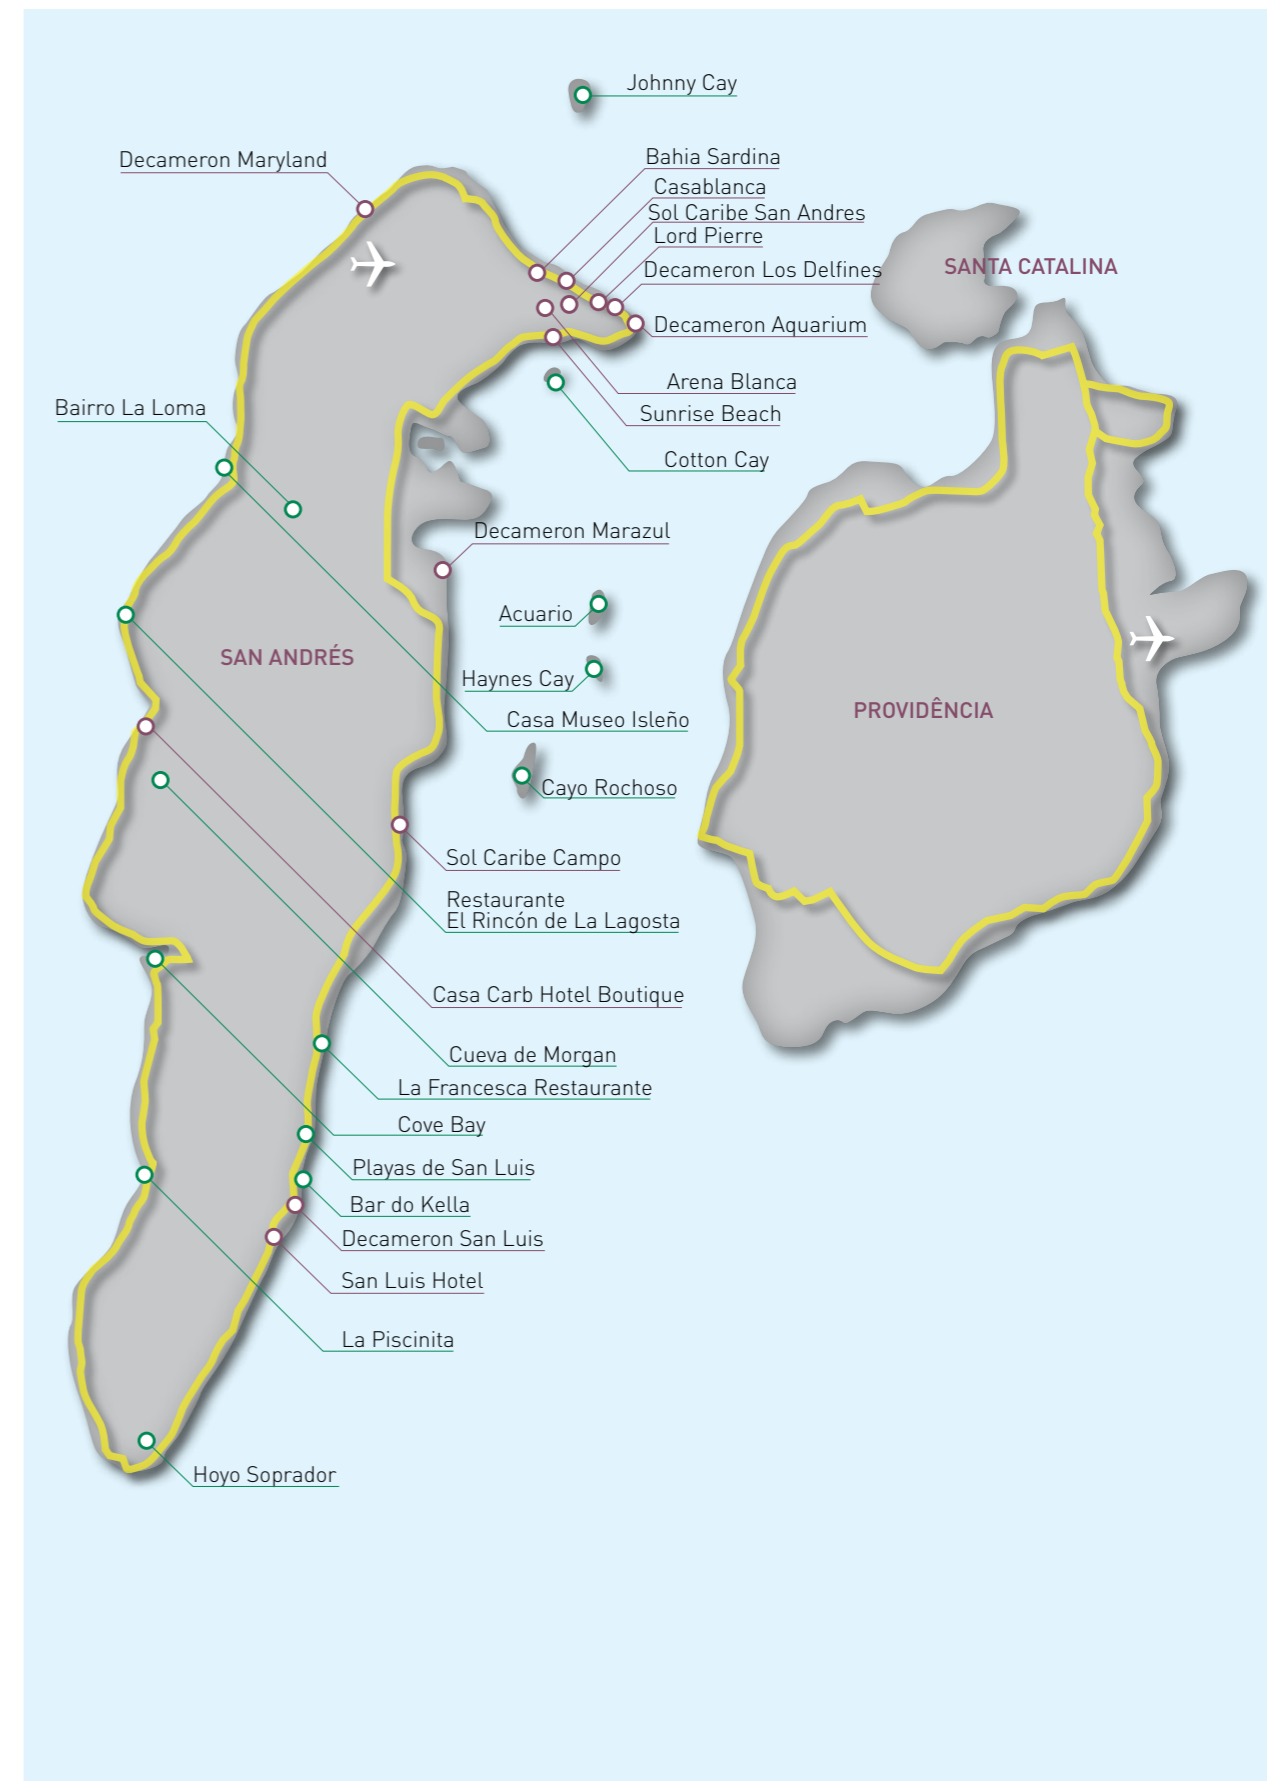 Johnny Cay
Decameron Maryland
Bahia Sardina
Casablanca
Sol Caribe San Andres
Lord Pierre
Decameron Los Delfines
SANTA CATALINA
Decameron Aquarium
Arena Blanca
Bairro La Loma
Sunrise Beach
Cotton Cay
Decameron Marazul
Acuario
SAN ANDRÉS
Haynes Cay
PROVIDÊNCIA
Casa Museo Isleño
Cayo Rochoso
Sol Caribe Campo
Restaurante
El Rincón de La Lagosta
Casa Carb Hotel Boutique
Cueva de Morgan
La Francesca Restaurante
Cove Bay
Playas de San Luis
Bar do Kella
Decameron San Luis
San Luis Hotel
La Piscinita
Hoyo Soprador